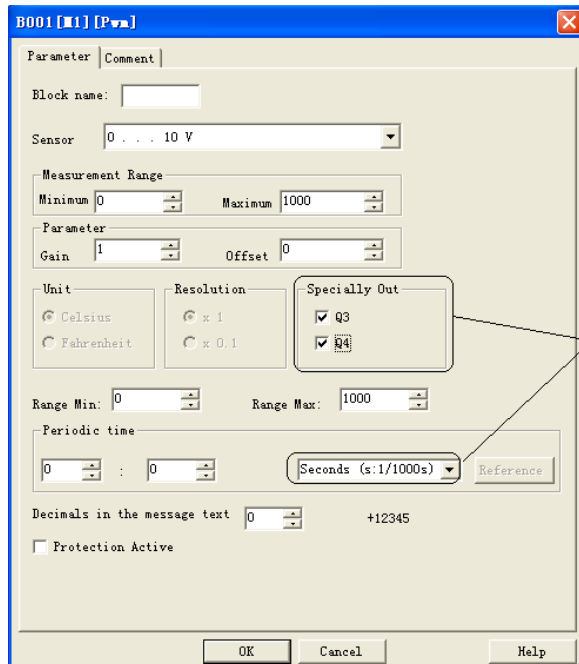 B001[M1][Pwm]
Parameter Comment
Block name:
Sensor 0 . . . 10 V
Measurement Range
Minimum 0 Maximum 1000
Parameter
Gain 1 Offset 0
Unit Resolution Specially Out
Celsius x 1 Q3
Fahrenheit x 0.1 Q4
Range Min: 0 Range Max: 1000
Periodic time
0 : 0 Seconds (s:1/1000s) Reference
Decimals in the message text 0 +12345
Protection Active
OK Cancel Help